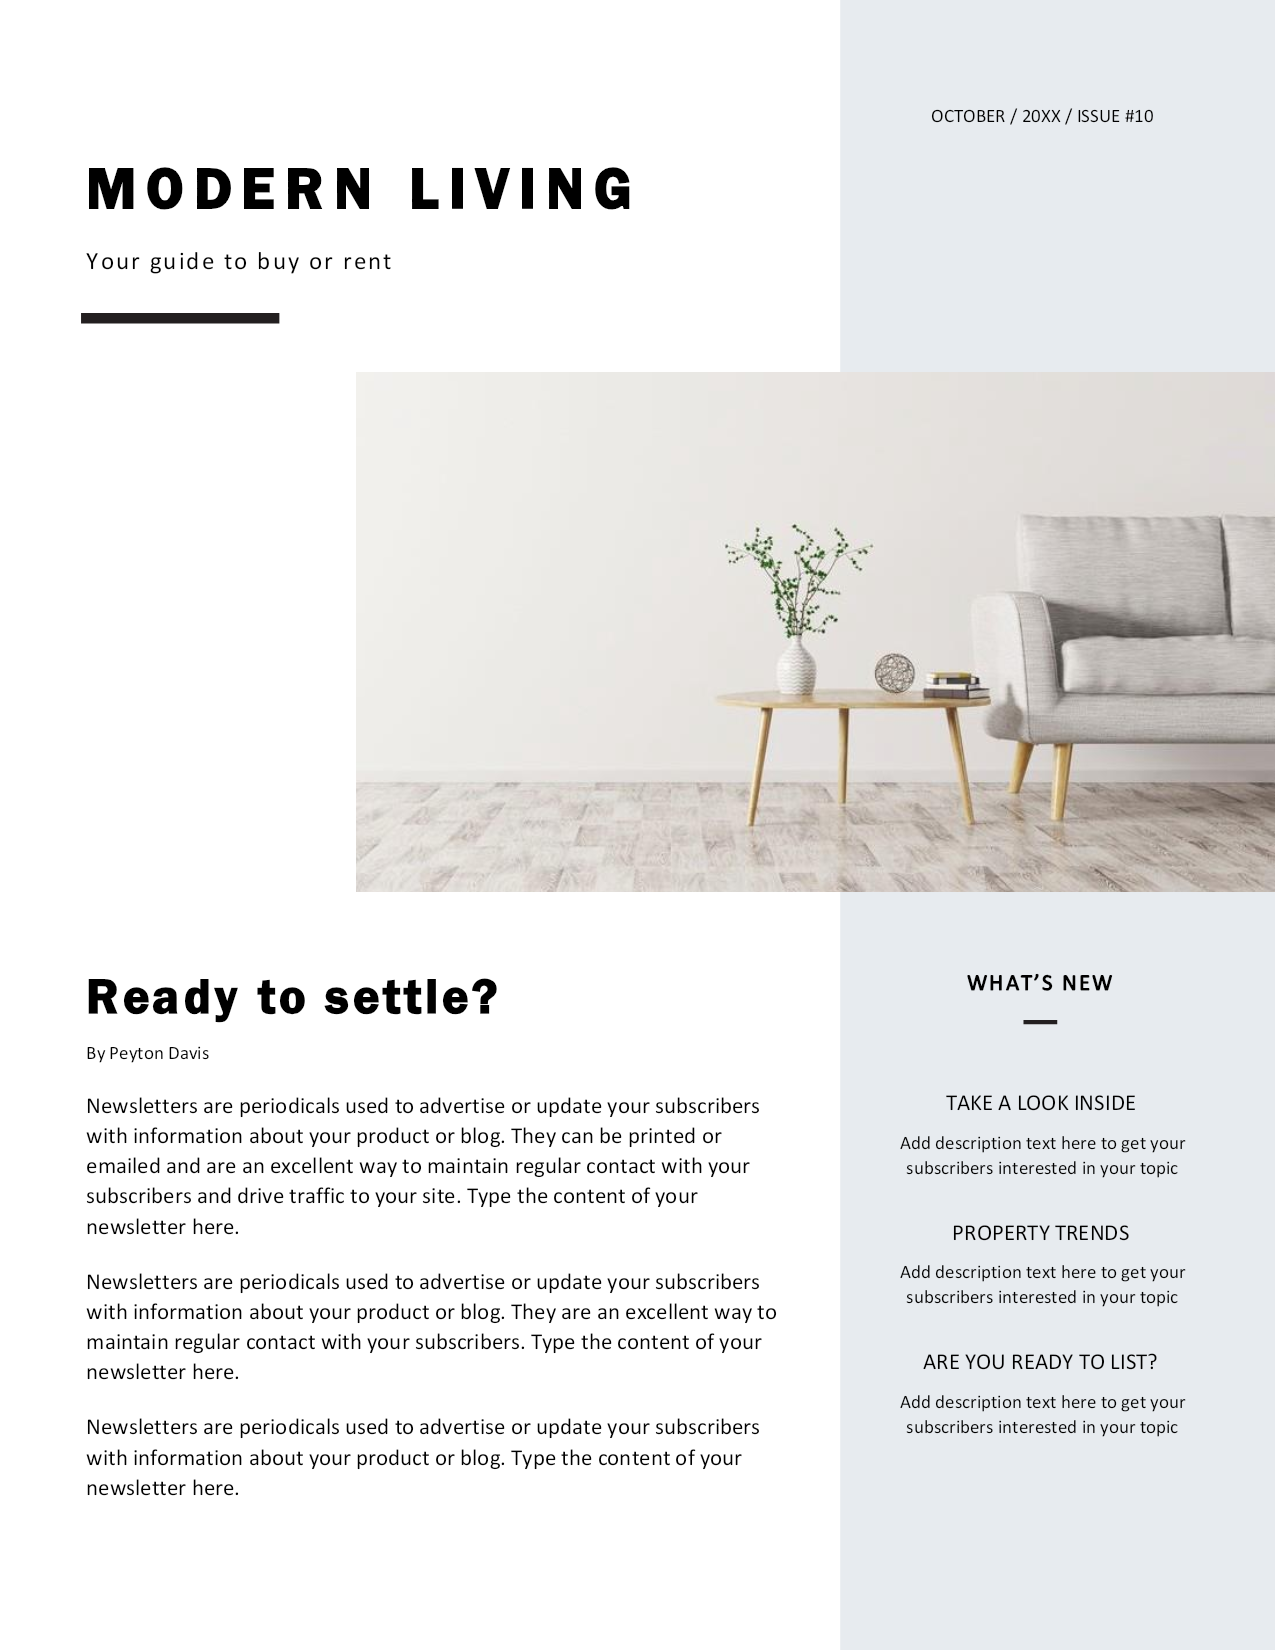 OCTOBER / 20XX / ISSUE #10
MODERN LIVING
Your guide to buy or rent
Ready to settle?
By Peyton Davis
Newsletters are periodicals used to advertise or update your subscribers
with information about your product or blog. They can be printed or
emailed and are an excellent way to maintain regular contact with your
subscribers and drive traffic to your site. Type the content of your
newsletter here.
Newsletters are periodicals used to advertise or update your subscribers
with information about your product or blog. They are an excellent way to
maintain regular contact with your subscribers. Type the content of your
newsletter here.
Newsletters are periodicals used to advertise or update your subscribers
with information about your product or blog. Type the content of your
newsletter here.
WHAT’S NEW
TAKE A LOOK INSIDE
Add description text here to get your
subscribers interested in your topic
PROPERTY TRENDS
Add description text here to get your
subscribers interested in your topic
ARE YOU READY TO LIST?
Add description text here to get your
subscribers interested in your topic